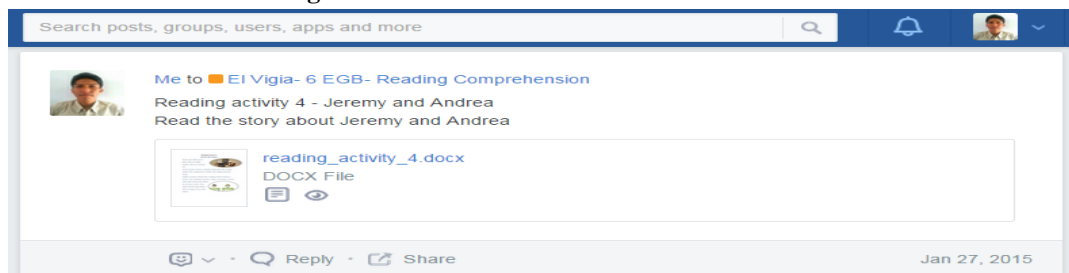 Search posts, groups, users, apps and more
Me to El Vigia- 6 EGB- Reading Comprehension
Reading activity 4 - Jeremy and Andrea
Read the story about Jeremy and Andrea
reading_activity_4.docx
DOCX File
Reply · Share
Jan 27, 2015